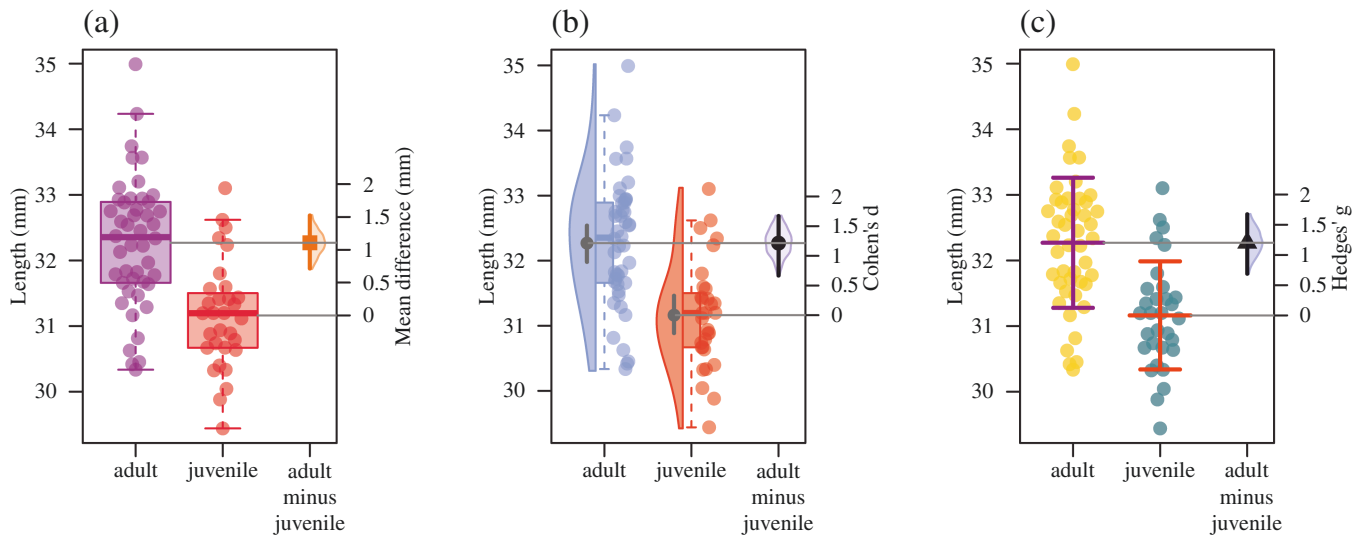 (a)
35
34
33
32
31
30
Length (mm)
2
1.5
1
0.5
0
Mean difference (mm)
adult
juvenile
adult
minus
juvenile
(b)
35
34
33
32
31
30
Length (mm)
2
1.5
1
0.5
0
Cohen's d
adult
juvenile
adult
minus
juvenile
(c)
35
34
33
32
31
30
Length (mm)
2
1.5
1
0.5
0
Hedges' g
adult
juvenile
adult
minus
juvenile